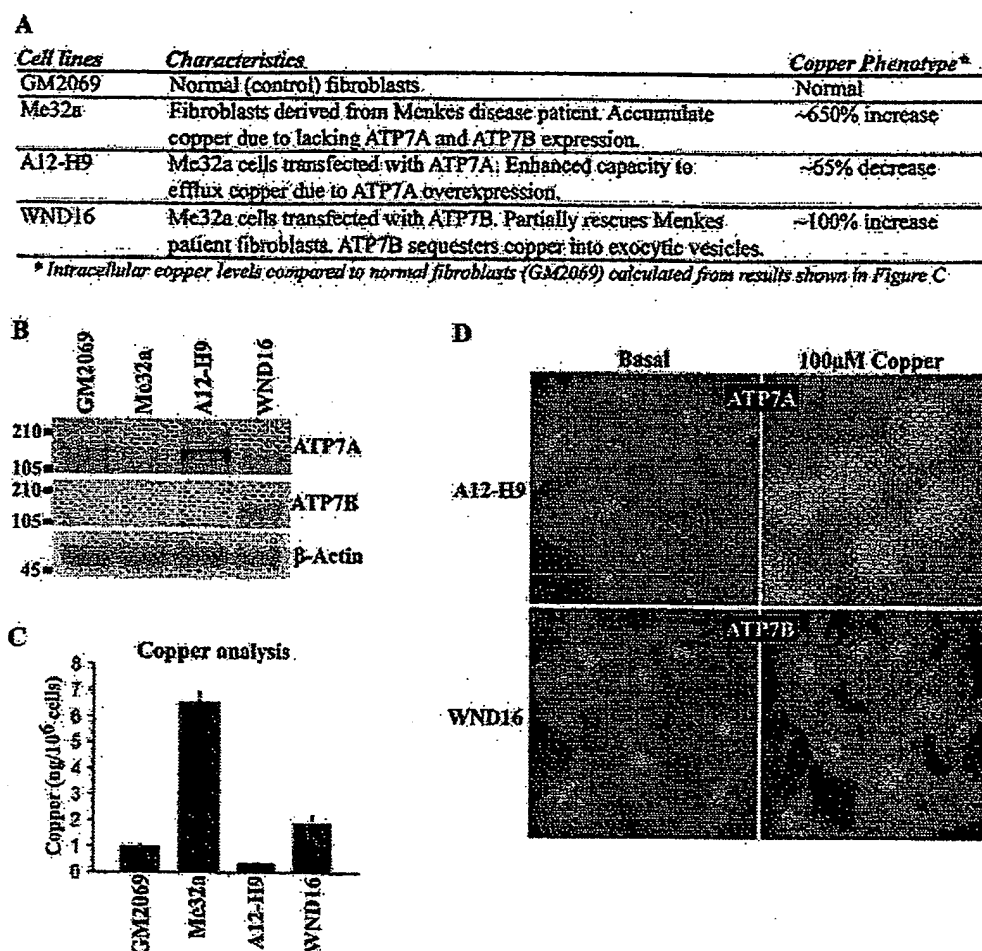 A
Cell lines Characteristics Copper Phenotype*
GM2069 Normal (control) fibroblasts. Normal
Me32a Fibroblasts derived from Menkes disease patient. Accumulate ~650% increase
copper due to lacking ATP7A and ATP7B expression.
A12-H9 Me32a cells transfected with ATP7A. Enhanced capacity to ~65% decrease
efflux copper due to ATP7A overexpression.
WND16 Me32a cells transfected with ATP7B. Partially rescues Menkes ~100% increase
patient fibroblasts. ATP7B sequesters copper into exocytic vesicles.
* Intracellular copper levels compared to normal fibroblasts (GM2069) calculated from results shown in Figure C
B
GM2069 Me32a A12-H9 WND16
210
105
ATP7A
210
105
ATP7B
45
β-Actin
C
Copper analysis
Copper (ng/10⁶ cells)
8
7
6
5
4
3
2
1
0
GM2069 Me32a A12-H9 WND16
D
Basal 100µM Copper
ATP7A
A12-H9
ATP7B
WND16